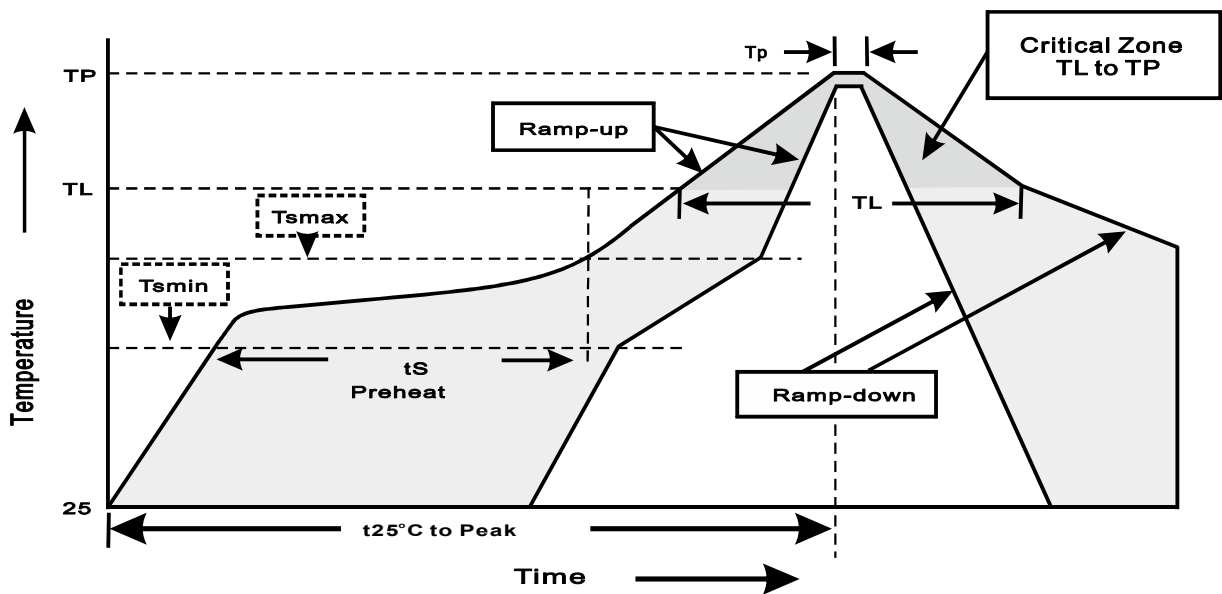 Tp
Critical Zone
TL to TP
TP
Ramp-up
TL
Tsmax
TL
Tsmin
tS
Preheat
Ramp-down
Temperature
25
t25°C to Peak
Time